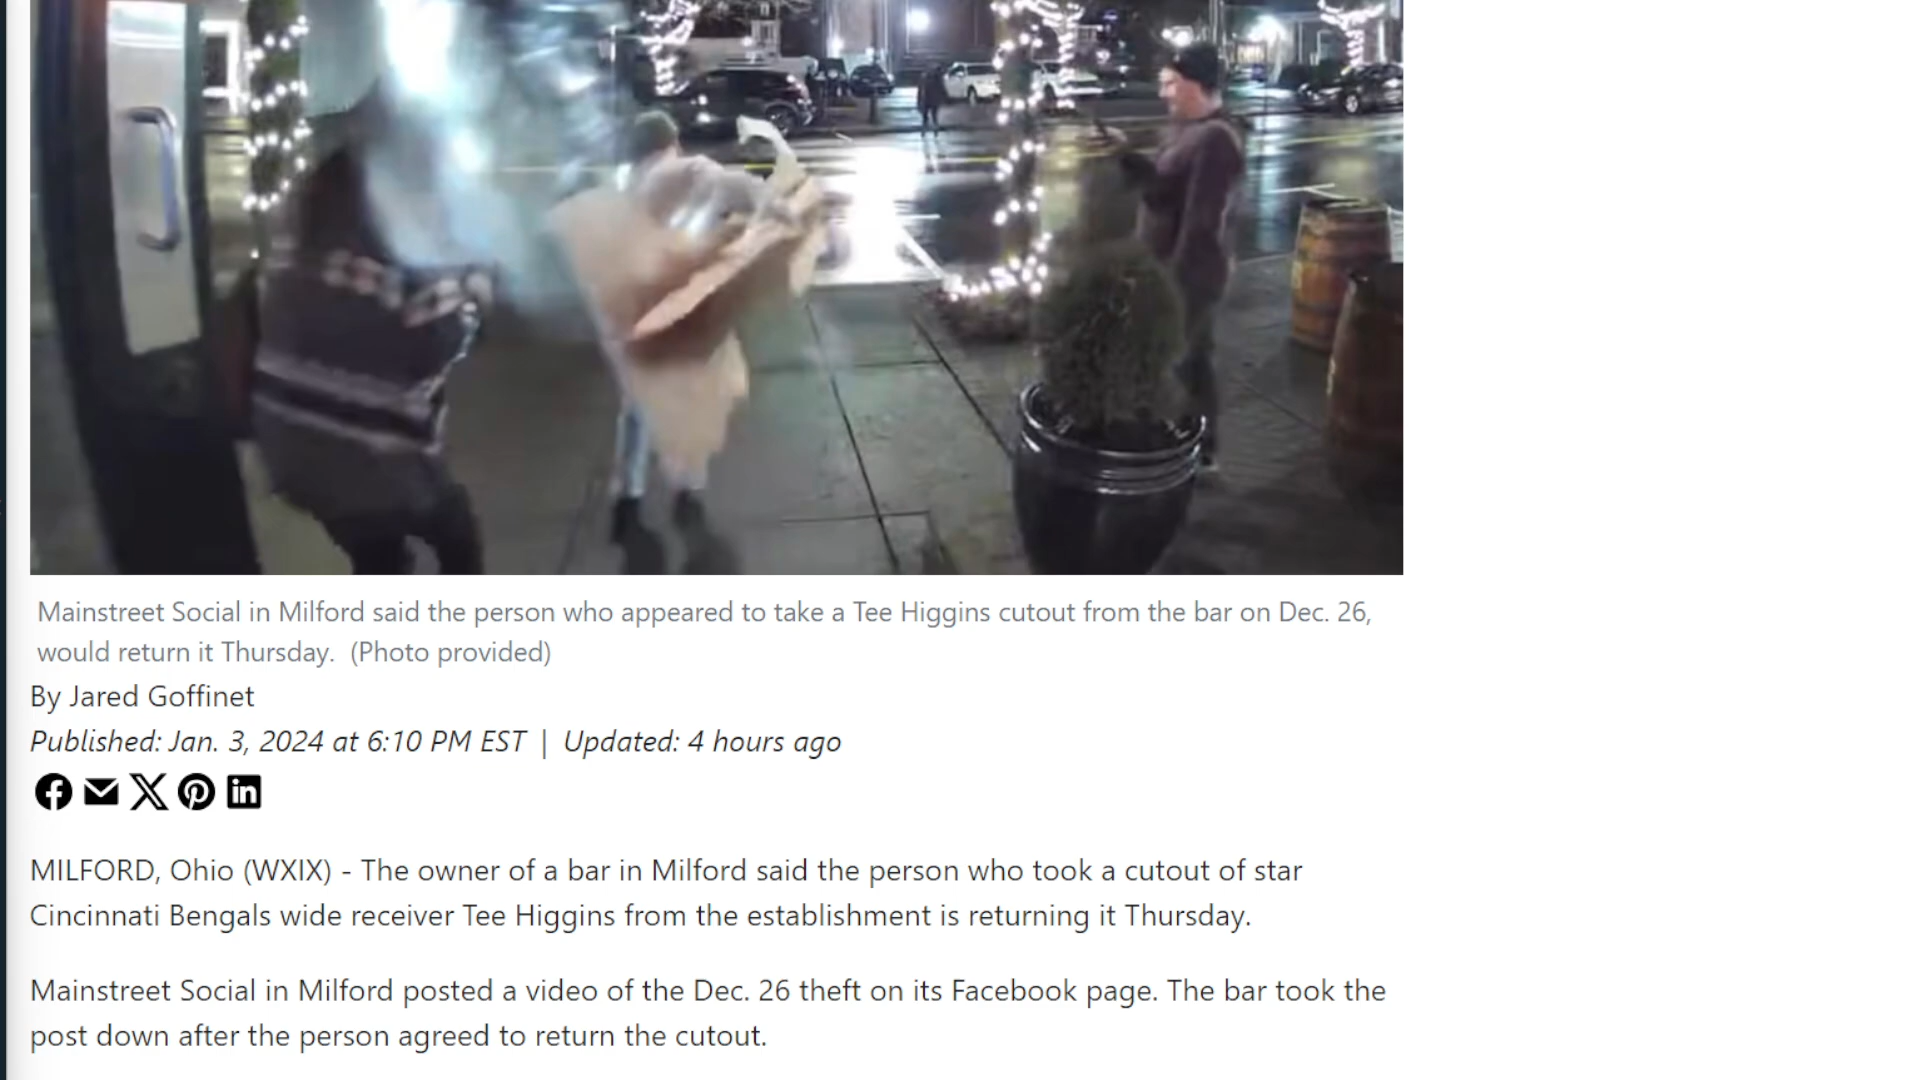 Mainstreet Social in Milford said the person who appeared to take a Tee Higgins cutout from the bar on Dec. 26,
would return it Thursday.  (Photo provided)
By Jared Goffinet
Published: Jan. 3, 2024 at 6:10 PM EST | Updated: 4 hours ago
MILFORD, Ohio (WXIX) - The owner of a bar in Milford said the person who took a cutout of star
Cincinnati Bengals wide receiver Tee Higgins from the establishment is returning it Thursday.
Mainstreet Social in Milford posted a video of the Dec. 26 theft on its Facebook page. The bar took the
post down after the person agreed to return the cutout.